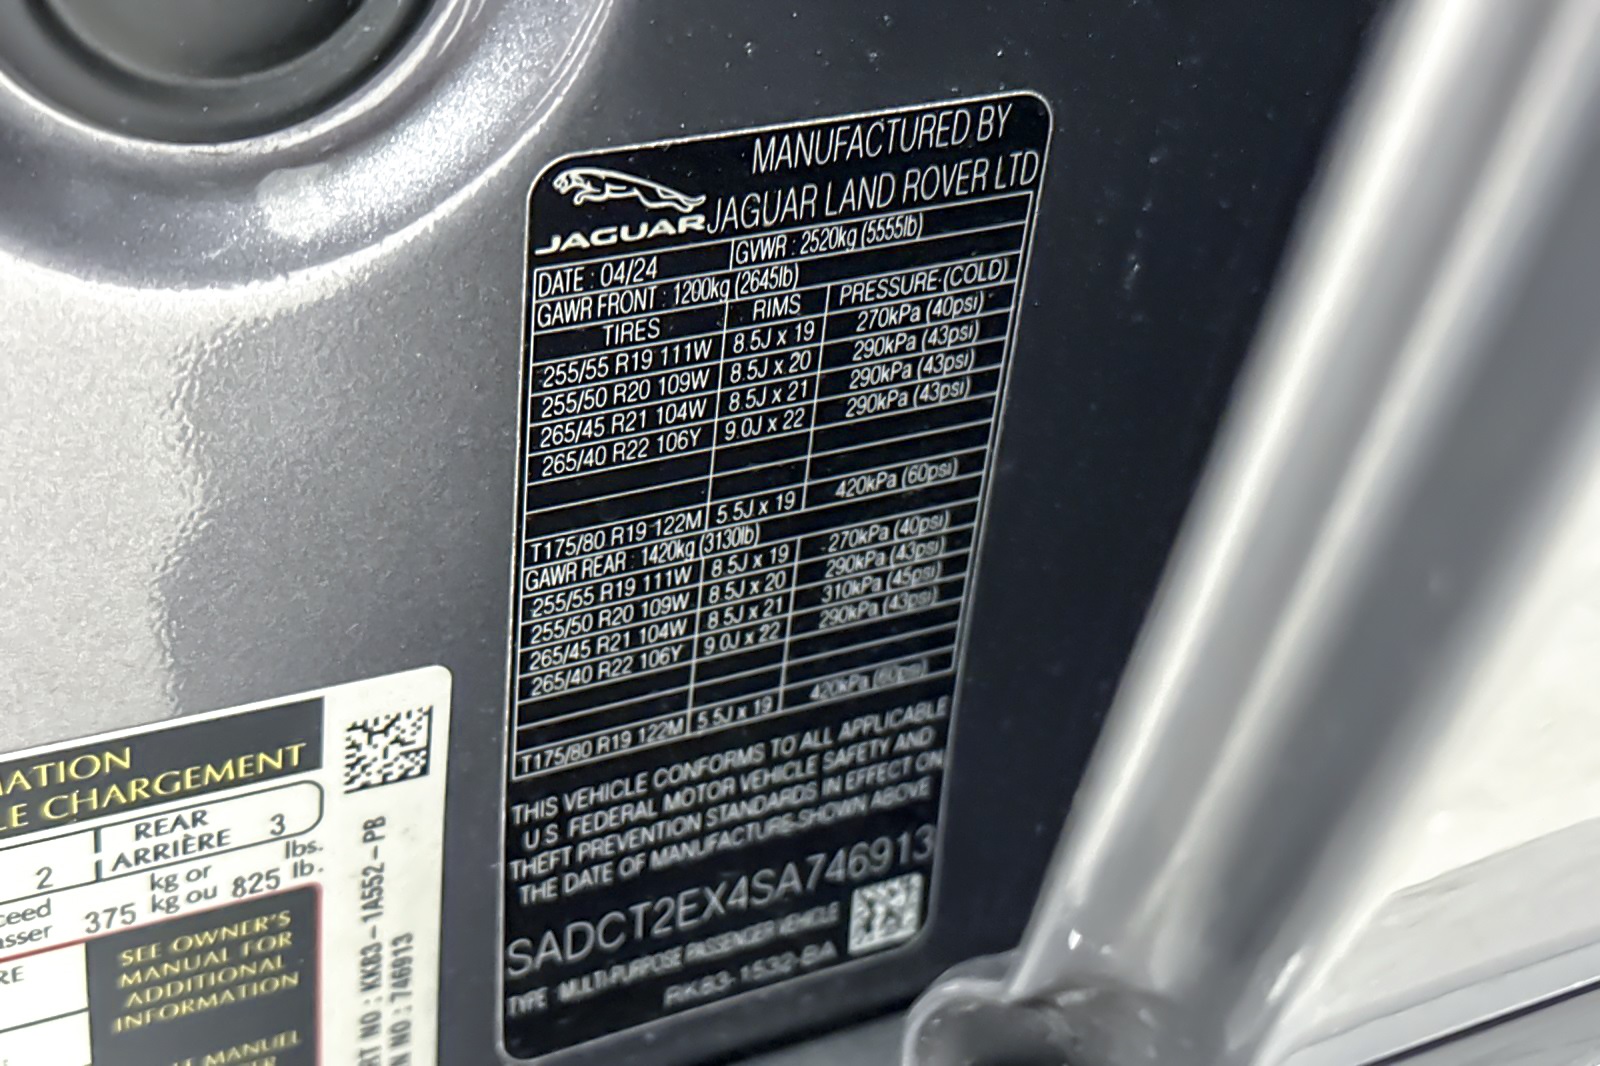 MANUFACTURED BY
JAGUAR LAND ROVER LTD
JAGUAR
DATE : 04/24 GVWR : 2520kg (5555lb)
GAWR FRONT : 1200kg (2645lb)
TIRES RIMS PRESSURE (COLD)
255/55 R19 111W 8.5J x 19 270kPa (40psi)
255/50 R20 109W 8.5J x 20 290kPa (43psi)
265/45 R21 104W 8.5J x 21 290kPa (43psi)
265/40 R22 106Y 9.0J x 22 290kPa (43psi)
T175/80 R19 122M 5.5J x 19 420kPa (60psi)
GAWR REAR : 1420kg (3130lb)
255/55 R19 111W 8.5J x 19 270kPa (40psi)
255/50 R20 109W 8.5J x 20 290kPa (43psi)
265/45 R21 104W 8.5J x 21 310kPa (45psi)
265/40 R22 106Y 9.0J x 22 290kPa (43psi)
T175/80 R19 122M 5.5J x 19 420kPa (60psi)
THIS VEHICLE CONFORMS TO ALL APPLICABLE
U.S. FEDERAL MOTOR VEHICLE SAFETY AND
THEFT PREVENTION STANDARDS IN EFFECT ON
THE DATE OF MANUFACTURE SHOWN ABOVE
SADCT2EX4SA746913
TYPE : MULTI-PURPOSE PASSENGER VEHICLE
RK83-1532-BA
MATION
LE CHARGEMENT
2 REAR
ARRIÈRE 3
ceed 375 kg or 825 lbs.
asser kg ou lb.
RE
SEE OWNER'S
MANUAL FOR
ADDITIONAL
INFORMATION
MANUEL
RT NO : KK83-1A552-PB
N NO : 746913